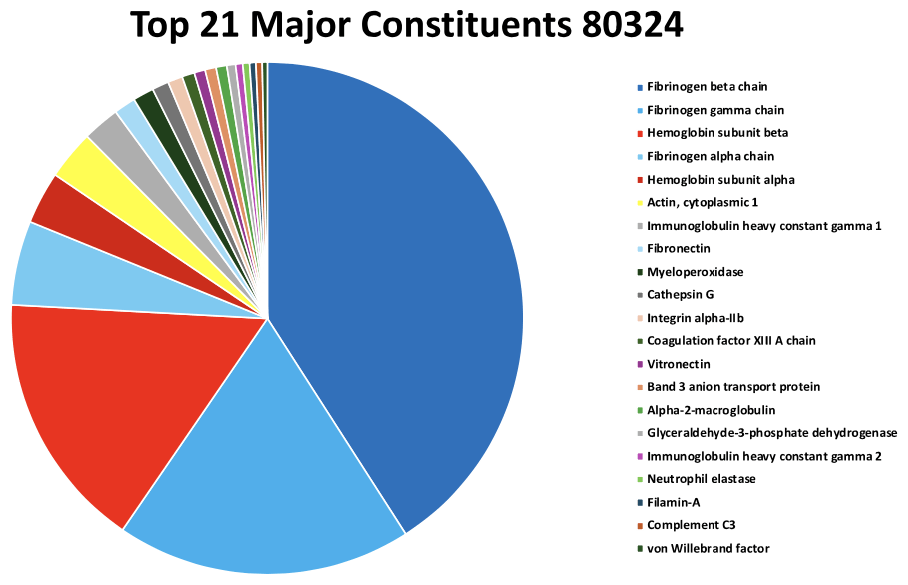 Top 21 Major Constituents 80324
Fibrinogen beta chain
Fibrinogen gamma chain
Hemoglobin subunit beta
Fibrinogen alpha chain
Hemoglobin subunit alpha
Actin, cytoplasmic 1
Immunoglobulin heavy constant gamma 1
Fibronectin
Myeloperoxidase
Cathepsin G
Integrin alpha-IIb
Coagulation factor XIII A chain
Vitronectin
Band 3 anion transport protein
Alpha-2-macroglobulin
Glyceraldehyde-3-phosphate dehydrogenase
Immunoglobulin heavy constant gamma 2
Neutrophil elastase
Filamin-A
Complement C3
von Willebrand factor